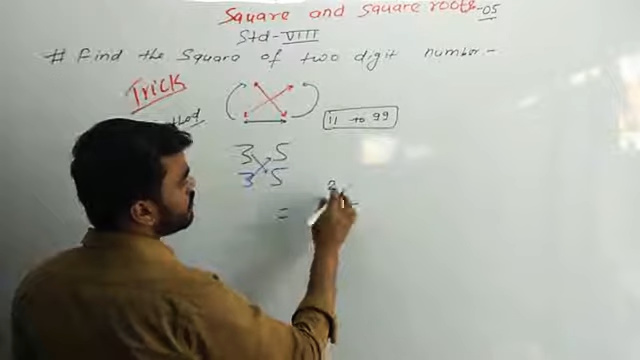 Square and square roots-05
Std-VIII
# Find the Square of two digit number-
Trick
11 to 99
3 5
3 5
2
=